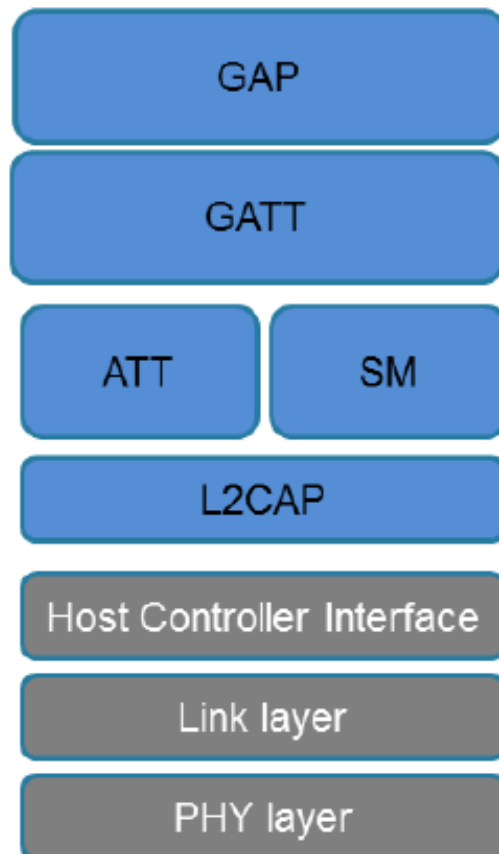 GAP
GATT
ATT
SM
L2CAP
Host Controller Interface
Link layer
PHY layer